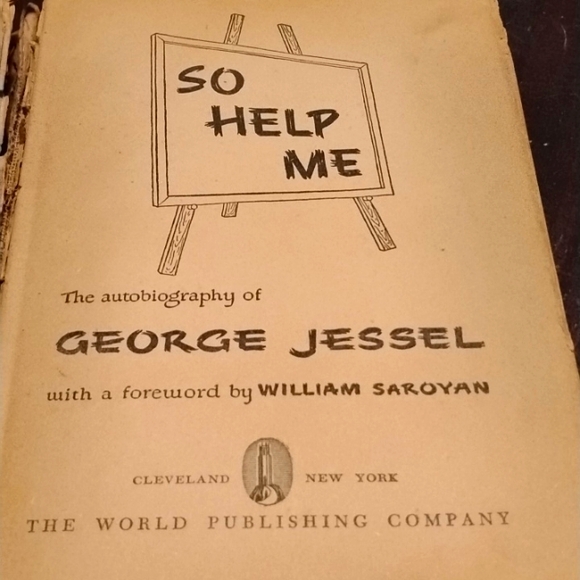 SO
HELP
ME
The autobiography of
GEORGE JESSEL
with a foreword by WILLIAM SAROYAN
CLEVELAND NEW YORK
THE WORLD PUBLISHING COMPANY